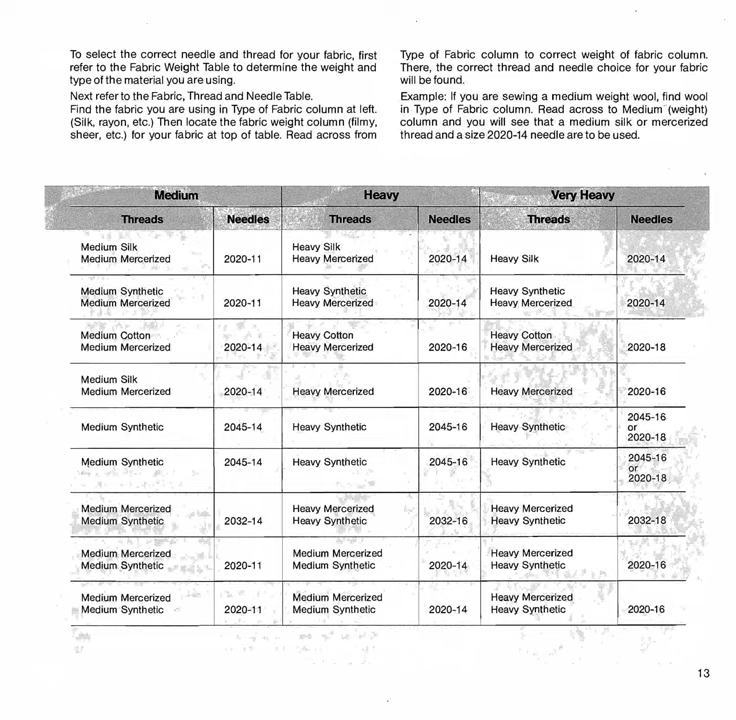 To select the correct needle and thread for your fabric, first
refer to the Fabric Weight Table to determine the weight and
type of the material you are using.
Next refer to the Fabric, Thread and Needle Table.
Find the fabric you are using in Type of Fabric column at left.
(Silk, rayon, etc.) Then locate the fabric weight column (filmy,
sheer, etc.) for your fabric at top of table. Read across from
Type of Fabric column to correct weight of fabric column.
There, the correct thread and needle choice for your fabric
will be found.
Example: If you are sewing a medium weight wool, find wool
in Type of Fabric column. Read across to Medium (weight)
column and you will see that a medium silk or mercerized
thread and a size 2020-14 needle are to be used.
Medium Heavy Very Heavy
Threads Needles Threads Needles Threads Needles
Medium Silk Heavy Silk
Medium Mercerized 2020-11 Heavy Mercerized 2020-14 Heavy Silk 2020-14
Medium Synthetic Heavy Synthetic Heavy Synthetic
Medium Mercerized 2020-11 Heavy Mercerized 2020-14 Heavy Mercerized 2020-14
Medium Cotton Heavy Cotton Heavy Cotton
Medium Mercerized 2020-14 Heavy Mercerized 2020-16 Heavy Mercerized 2020-18
Medium Silk
Medium Mercerized 2020-14 Heavy Mercerized 2020-16 Heavy Mercerized 2020-16
2045-16
Medium Synthetic 2045-14 Heavy Synthetic 2045-16 Heavy Synthetic or
2020-18
2045-16
Medium Synthetic 2045-14 Heavy Synthetic 2045-16 Heavy Synthetic or
2020-18
Medium Mercerized Heavy Mercerized Heavy Mercerized
Medium Synthetic 2032-14 Heavy Synthetic 2032-16 Heavy Synthetic 2032-18
Medium Mercerized Medium Mercerized Heavy Mercerized
Medium Synthetic 2020-11 Medium Synthetic 2020-14 Heavy Synthetic 2020-16
Medium Mercerized Medium Mercerized Heavy Mercerized
Medium Synthetic 2020-11 Medium Synthetic 2020-14 Heavy Synthetic 2020-16
13